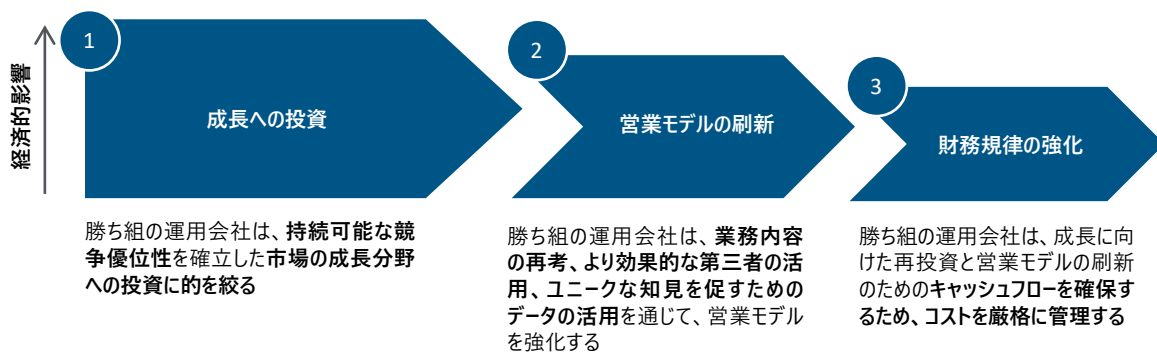 経済的影響
1
成長への投資
勝ち組の運用会社は、持続可能な競
争優位性を確立した市場の成長分野
への投資に的を絞る
2
営業モデルの刷新
勝ち組の運用会社は、業務内容
の再考、より効果的な第三者の活
用、ユニークな知見を促すための
データの活用を通じて、営業モデル
を強化する
3
財務規律の強化
勝ち組の運用会社は、成長に向
けた再投資と営業モデルの刷新
のためのキャッシュフローを確保す
るため、コストを厳格に管理する